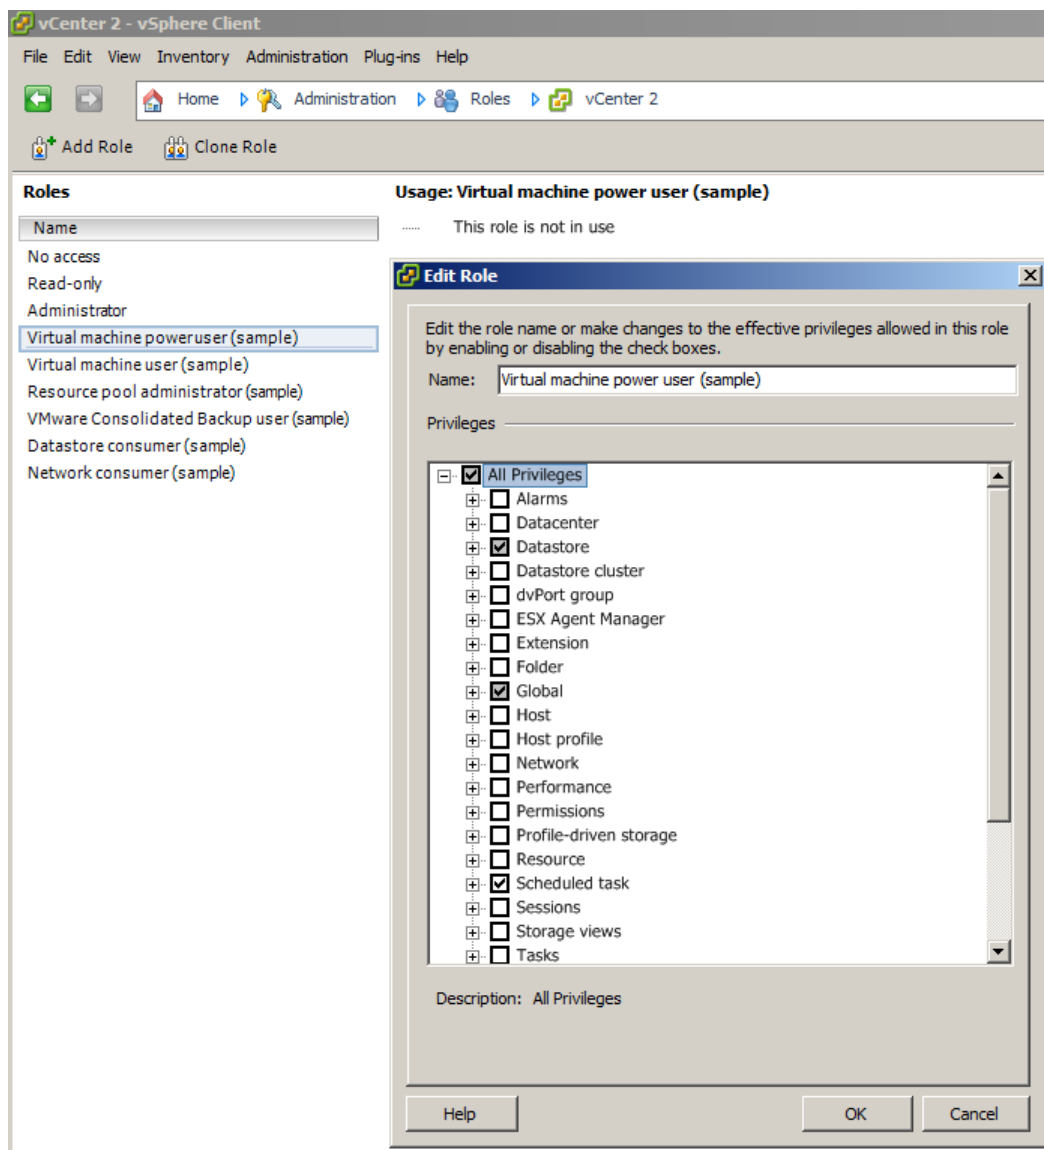 vCenter 2 - vSphere Client
File Edit View Inventory Administration Plug-ins Help
Home Administration Roles vCenter 2
Add Role Clone Role
Roles
Name
No access
Read-only
Administrator
Virtual machine poweruser (sample)
Virtual machine user (sample)
Resource pool administrator (sample)
VMware Consolidated Backup user (sample)
Datastore consumer (sample)
Network consumer (sample)
Usage: Virtual machine power user (sample)
This role is not in use
Edit Role
Edit the role name or make changes to the effective privileges allowed in this role
by enabling or disabling the check boxes.
Name: Virtual machine power user (sample)
Privileges
All Privileges
Alarms
Datacenter
Datastore
Datastore cluster
dvPort group
ESX Agent Manager
Extension
Folder
Global
Host
Host profile
Network
Performance
Permissions
Profile-driven storage
Resource
Scheduled task
Sessions
Storage views
Tasks
Description: All Privileges
Help OK Cancel